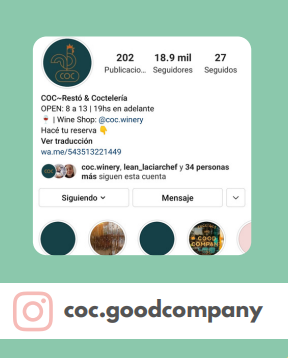 COC
202 18.9 mil 27
Publicacio... Seguidores Seguidos
COC~Restó & Coctelería
OPEN: 8 a 13 | 19hs en adelante
🍷 | Wine Shop: @coc.winery
Hacé tu reserva 👇
Ver traducción
wa.me/543513221449
coc.winery, lean_laciarchef y 34 personas
más siguen esta cuenta
Siguiendo Mensaje
GOOD
COMPAN
coc.goodcompany